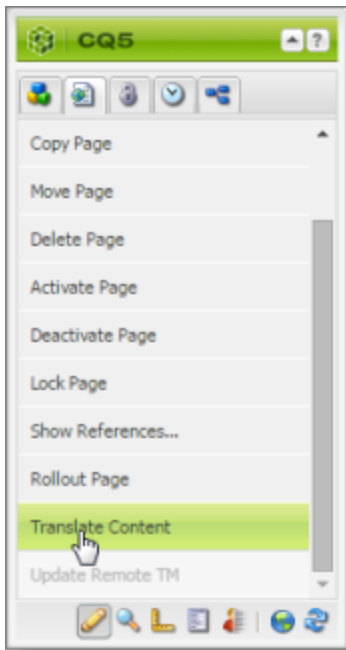 CQ5
?
Copy Page
Move Page
Delete Page
Activate Page
Deactivate Page
Lock Page
Show References...
Rollout Page
Translate Content
Update Remote TM